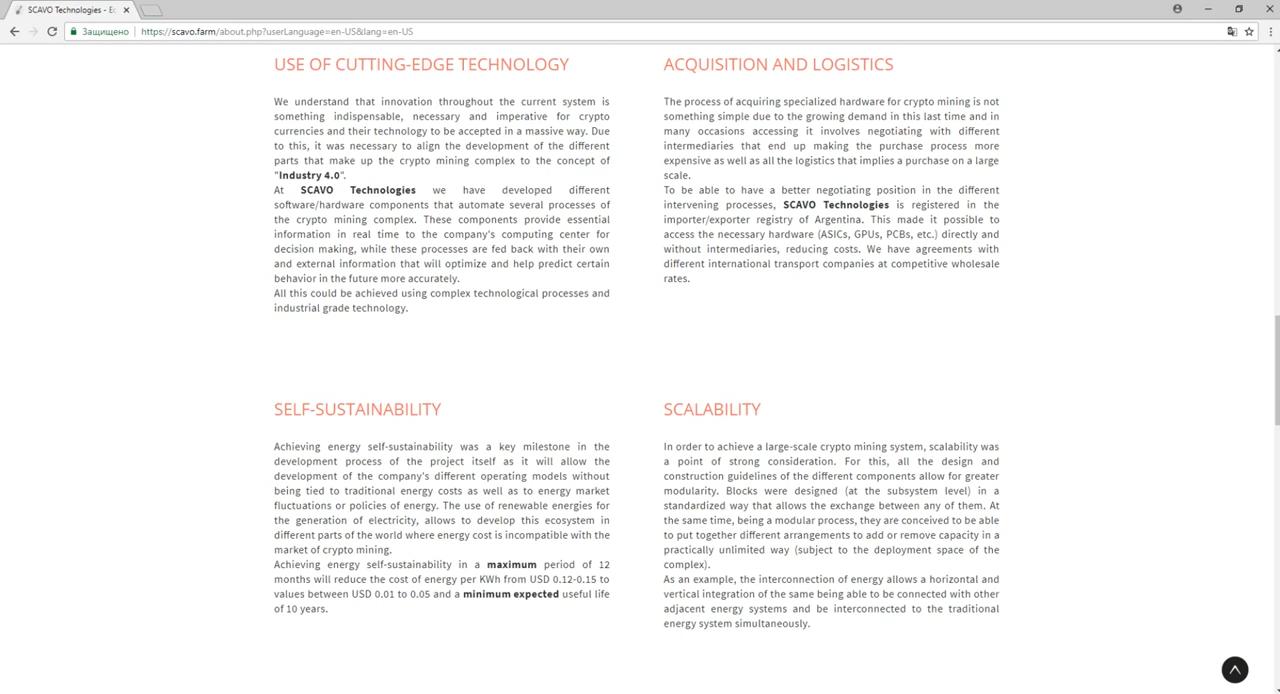 SCAVO Technologies - Ec
Защищено
https://scavo.farm/about.php?userLanguage=en-US&lang=en-US
USE OF CUTTING-EDGE TECHNOLOGY
We understand that innovation throughout the current system is
something indispensable, necessary and imperative for crypto
currencies and their technology to be accepted in a massive way. Due
to this, it was necessary to align the development of the different
parts that make up the crypto mining complex to the concept of
"Industry 4.0".
At SCAVO Technologies we have developed different
software/hardware components that automate several processes of
the crypto mining complex. These components provide essential
information in real time to the company's computing center for
decision making, while these processes are fed back with their own
and external information that will optimize and help predict certain
behavior in the future more accurately.
All this could be achieved using complex technological processes and
industrial grade technology.
ACQUISITION AND LOGISTICS
The process of acquiring specialized hardware for crypto mining is not
something simple due to the growing demand in this last time and in
many occasions accessing it involves negotiating with different
intermediaries that end up making the purchase process more
expensive as well as all the logistics that implies a purchase on a large
scale.
To be able to have a better negotiating position in the different
intervening processes, SCAVO Technologies is registered in the
importer/exporter registry of Argentina. This made it possible to
access the necessary hardware (ASICs, GPUs, PCBs, etc.) directly and
without intermediaries, reducing costs. We have agreements with
different international transport companies at competitive wholesale
rates.
SELF-SUSTAINABILITY
Achieving energy self-sustainability was a key milestone in the
development process of the project itself as it will allow the
development of the company's different operating models without
being tied to traditional energy costs as well as to energy market
fluctuations or policies of energy. The use of renewable energies for
the generation of electricity, allows to develop this ecosystem in
different parts of the world where energy cost is incompatible with the
market of crypto mining.
Achieving energy self-sustainability in a maximum period of 12
months will reduce the cost of energy per KWh from USD 0.12-0.15 to
values between USD 0.01 to 0.05 and a minimum expected useful life
of 10 years.
SCALABILITY
In order to achieve a large-scale crypto mining system, scalability was
a point of strong consideration. For this, all the design and
construction guidelines of the different components allow for greater
modularity. Blocks were designed (at the subsystem level) in a
standardized way that allows the exchange between any of them. At
the same time, being a modular process, they are conceived to be able
to put together different arrangements to add or remove capacity in a
practically unlimited way (subject to the deployment space of the
complex).
As an example, the interconnection of energy allows a horizontal and
vertical integration of the same being able to be connected with other
adjacent energy systems and be interconnected to the traditional
energy system simultaneously.